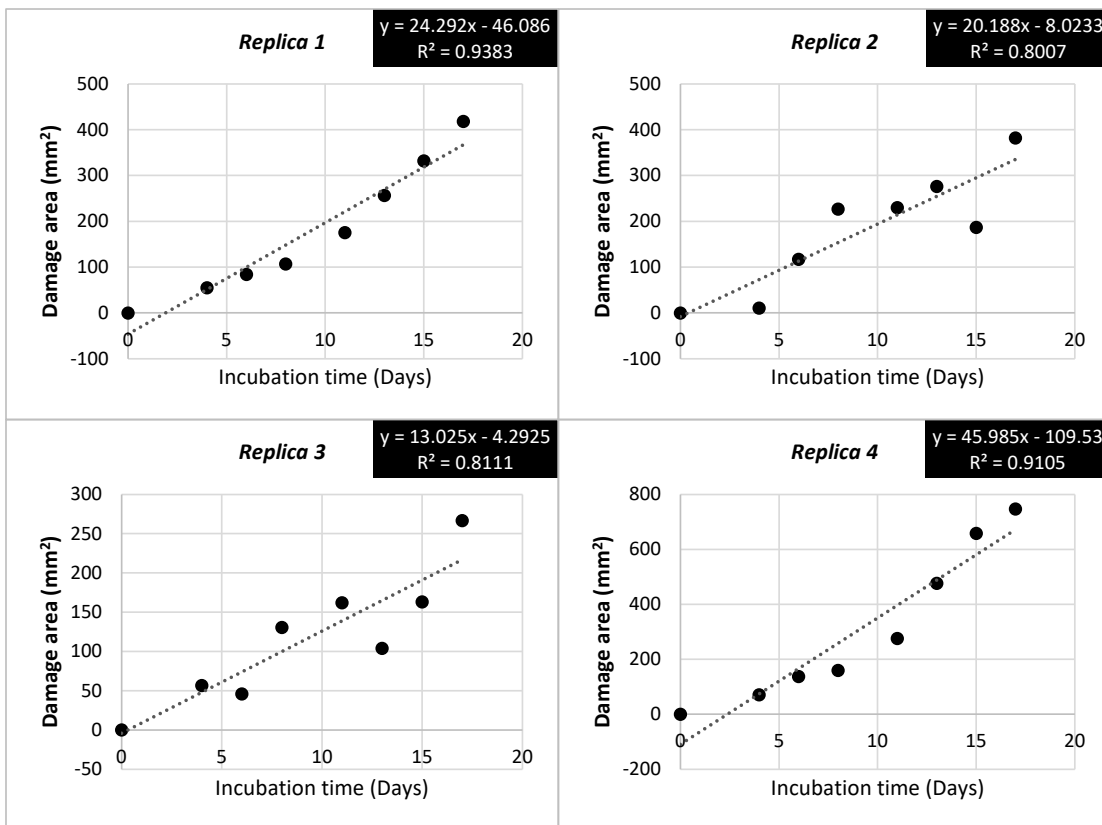 Replica 1
y = 24.292x - 46.086
R² = 0.9383
Damage area (mm²)
500
400
300
200
100
0
-100
0 5 10 15 20
Incubation time (Days)
Replica 2
y = 20.188x - 8.0233
R² = 0.8007
Damage area (mm²)
500
400
300
200
100
0
-100
0 5 10 15 20
Incubation time (Days)
Replica 3
y = 13.025x - 4.2925
R² = 0.8111
Damage area (mm²)
300
250
200
150
100
50
0
-50
0 5 10 15 20
Incubation time (Days)
Replica 4
y = 45.985x - 109.53
R² = 0.9105
Damage area (mm²)
800
600
400
200
0
-200
0 5 10 15 20
Incubation time (Days)